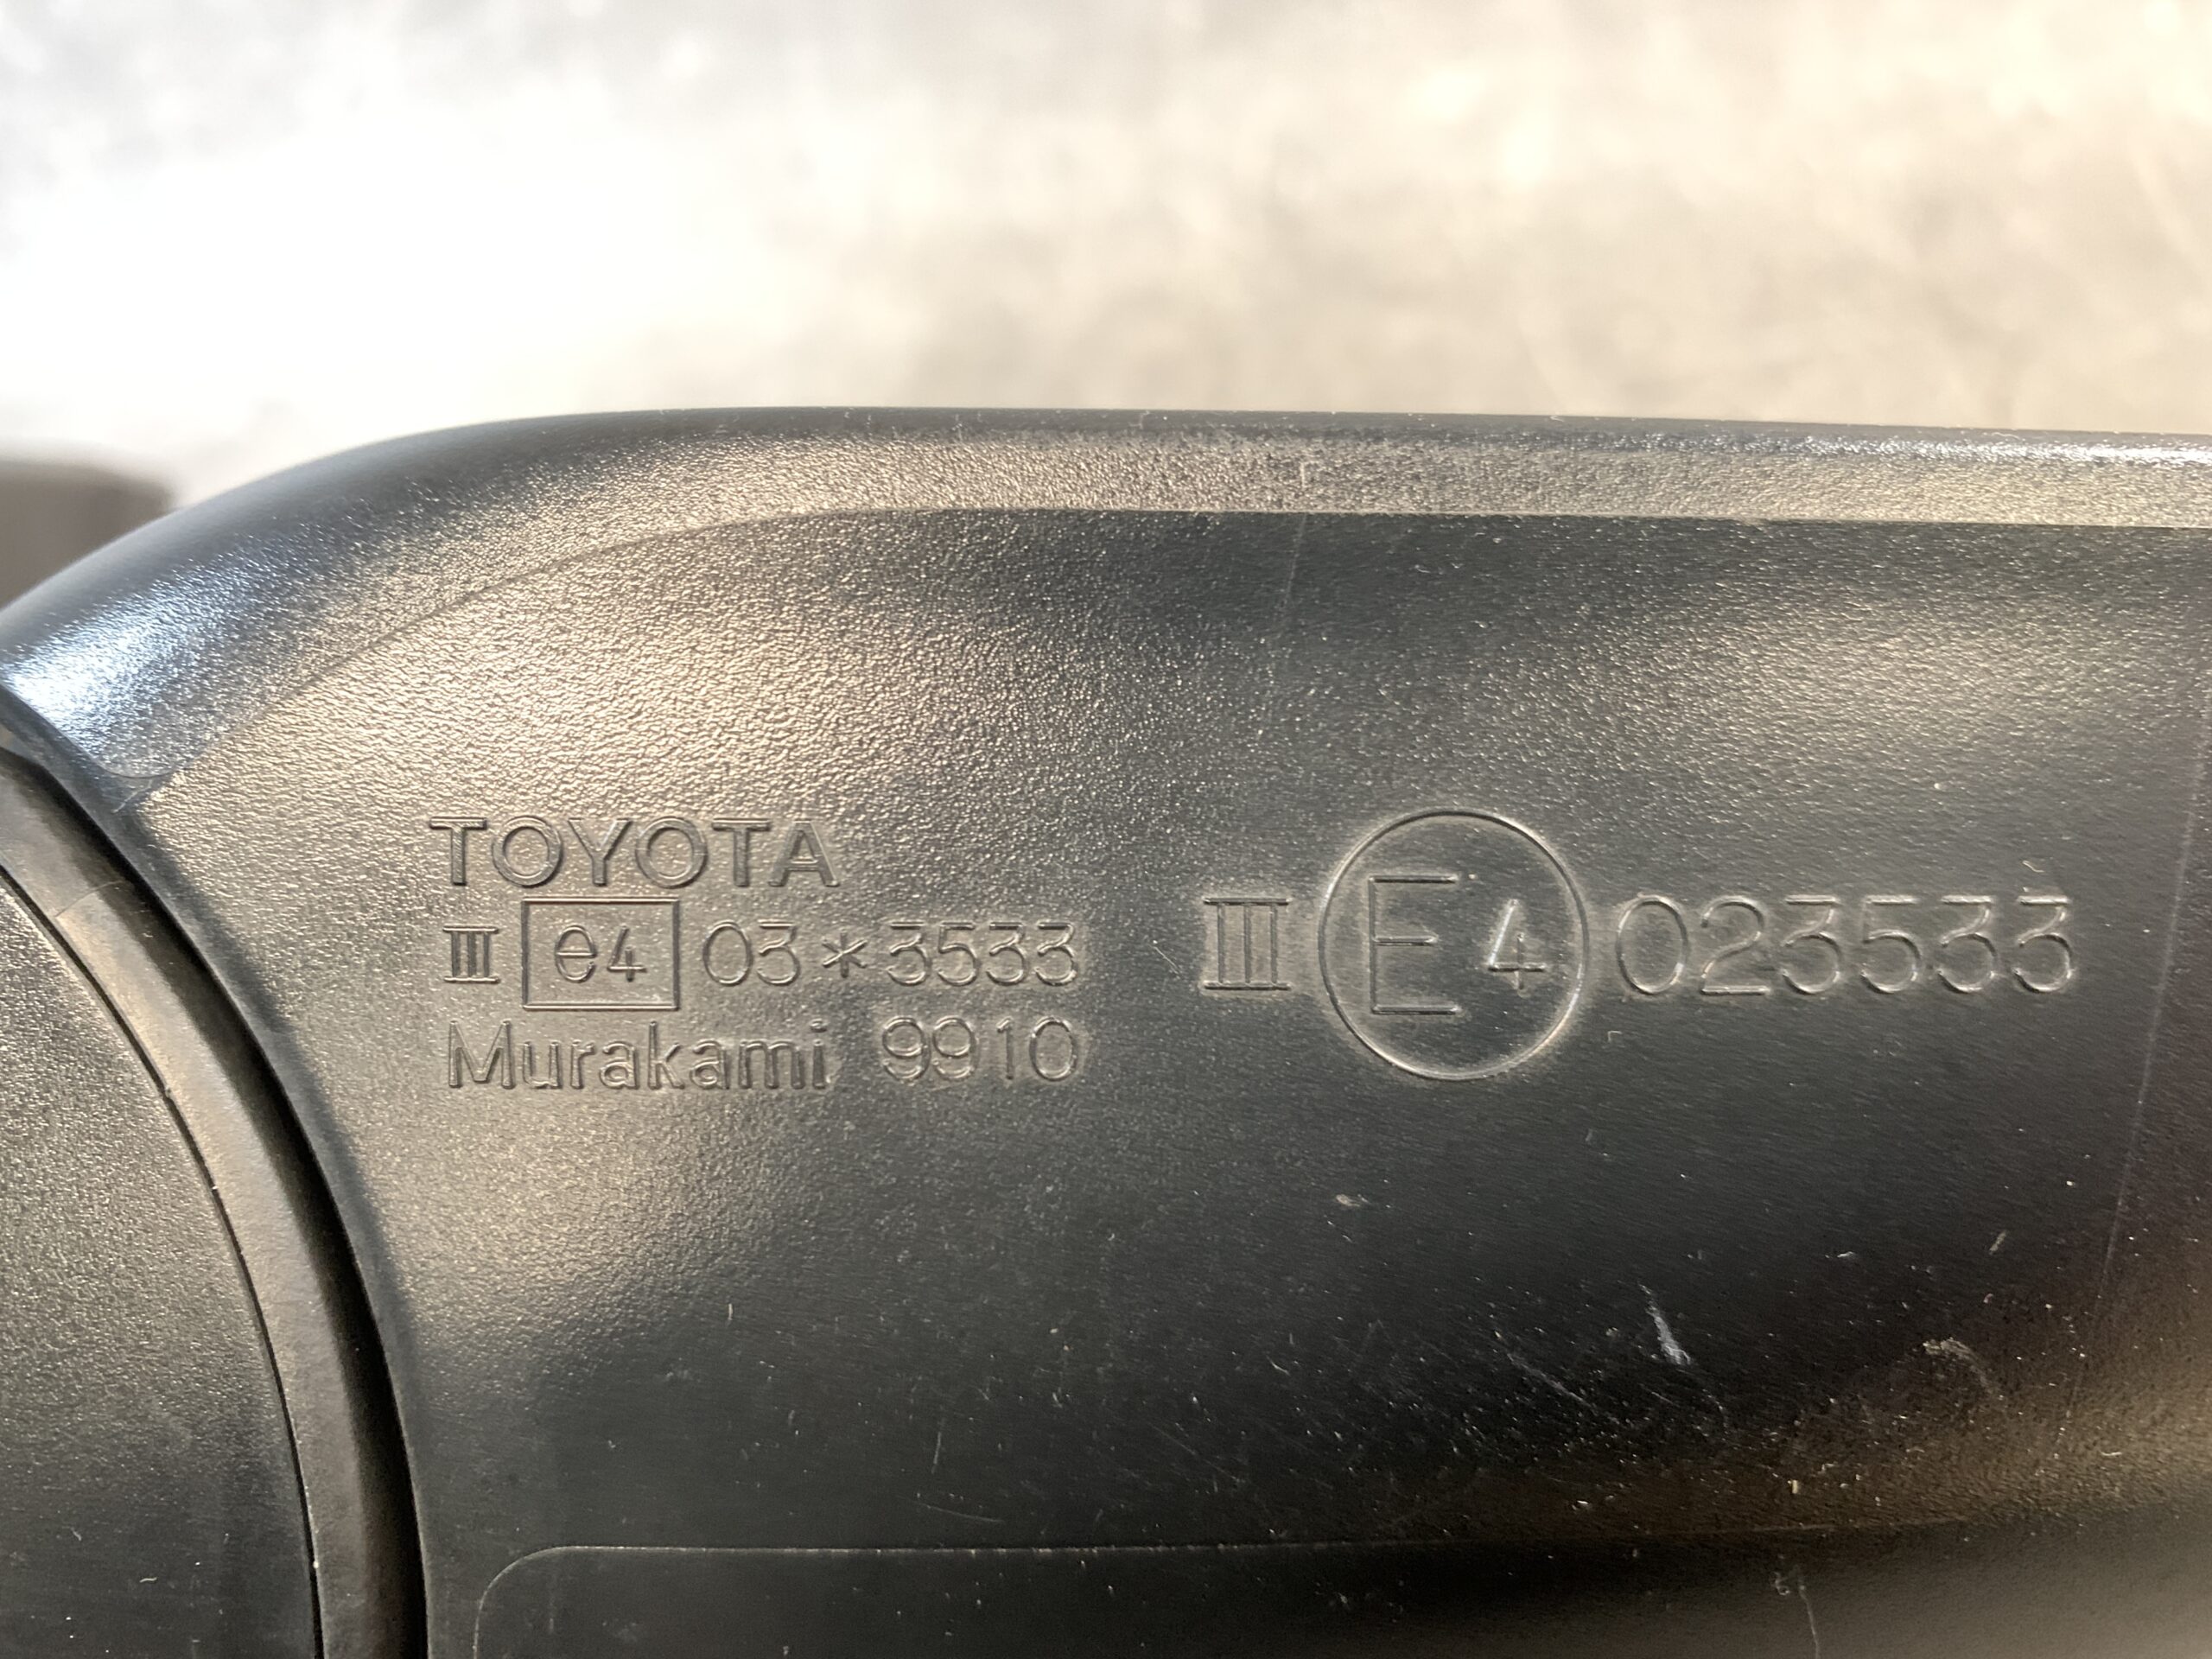 TOYOTA
III e4 03*3533
Murakami 9910
III E4 023533